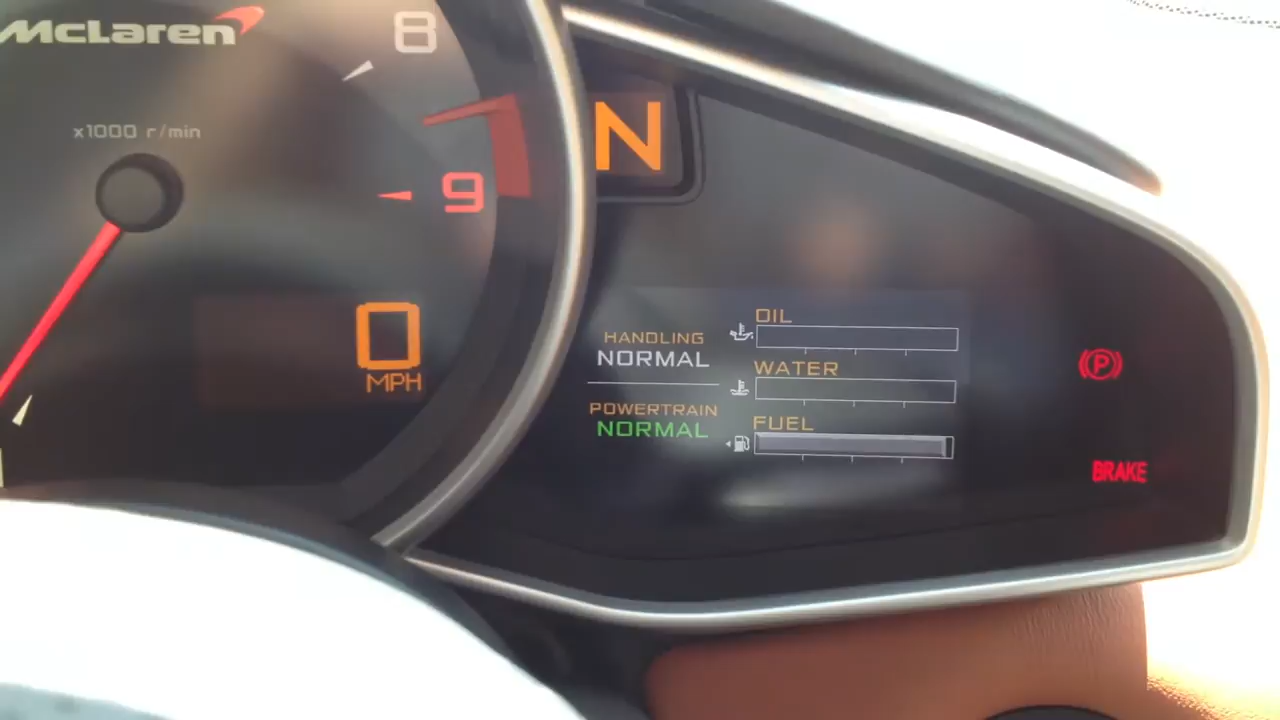 McLaren
8
x1000 r/min
9
N
0
MPH
HANDLING
NORMAL
POWERTRAIN
NORMAL
OIL
WATER
FUEL
P
BRAKE